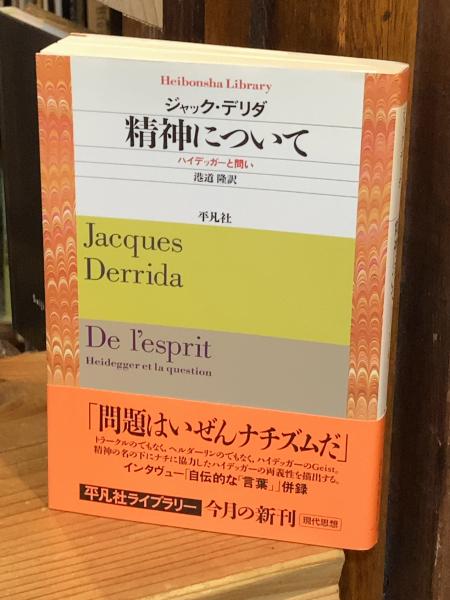 Heibonsha Library
ジャック・デリダ
精神について
ハイデッガーと問い
港道 隆訳
平凡社
Jacques
Derrida
De l'esprit
Heidegger et la question
「問題はいぜんナチズムだ」
トラークルのでもなく、ヘルダーリンのでもなく、ハイデッガーのGeist。
精神の名の下にナチに協力したハイデッガーの両義性を描出する。
インタヴュー「自伝的な「言葉」」併録
平凡社ライブラリー 今月の新刊 現代思想